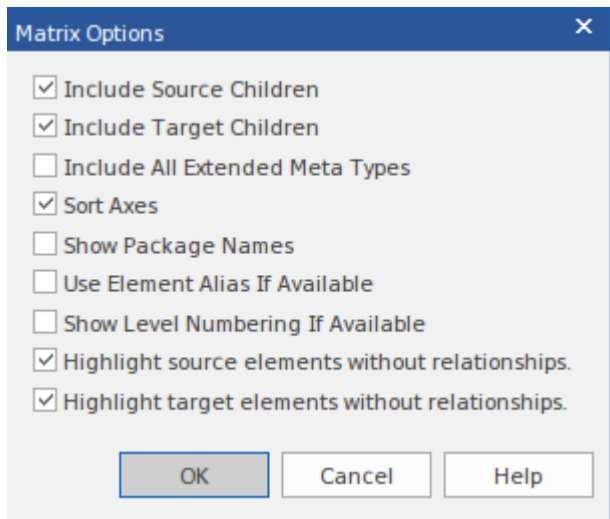 Matrix Options
Include Source Children
Include Target Children
Include All Extended Meta Types
Sort Axes
Show Package Names
Use Element Alias If Available
Show Level Numbering If Available
Highlight source elements without relationships.
Highlight target elements without relationships.
OK Cancel Help